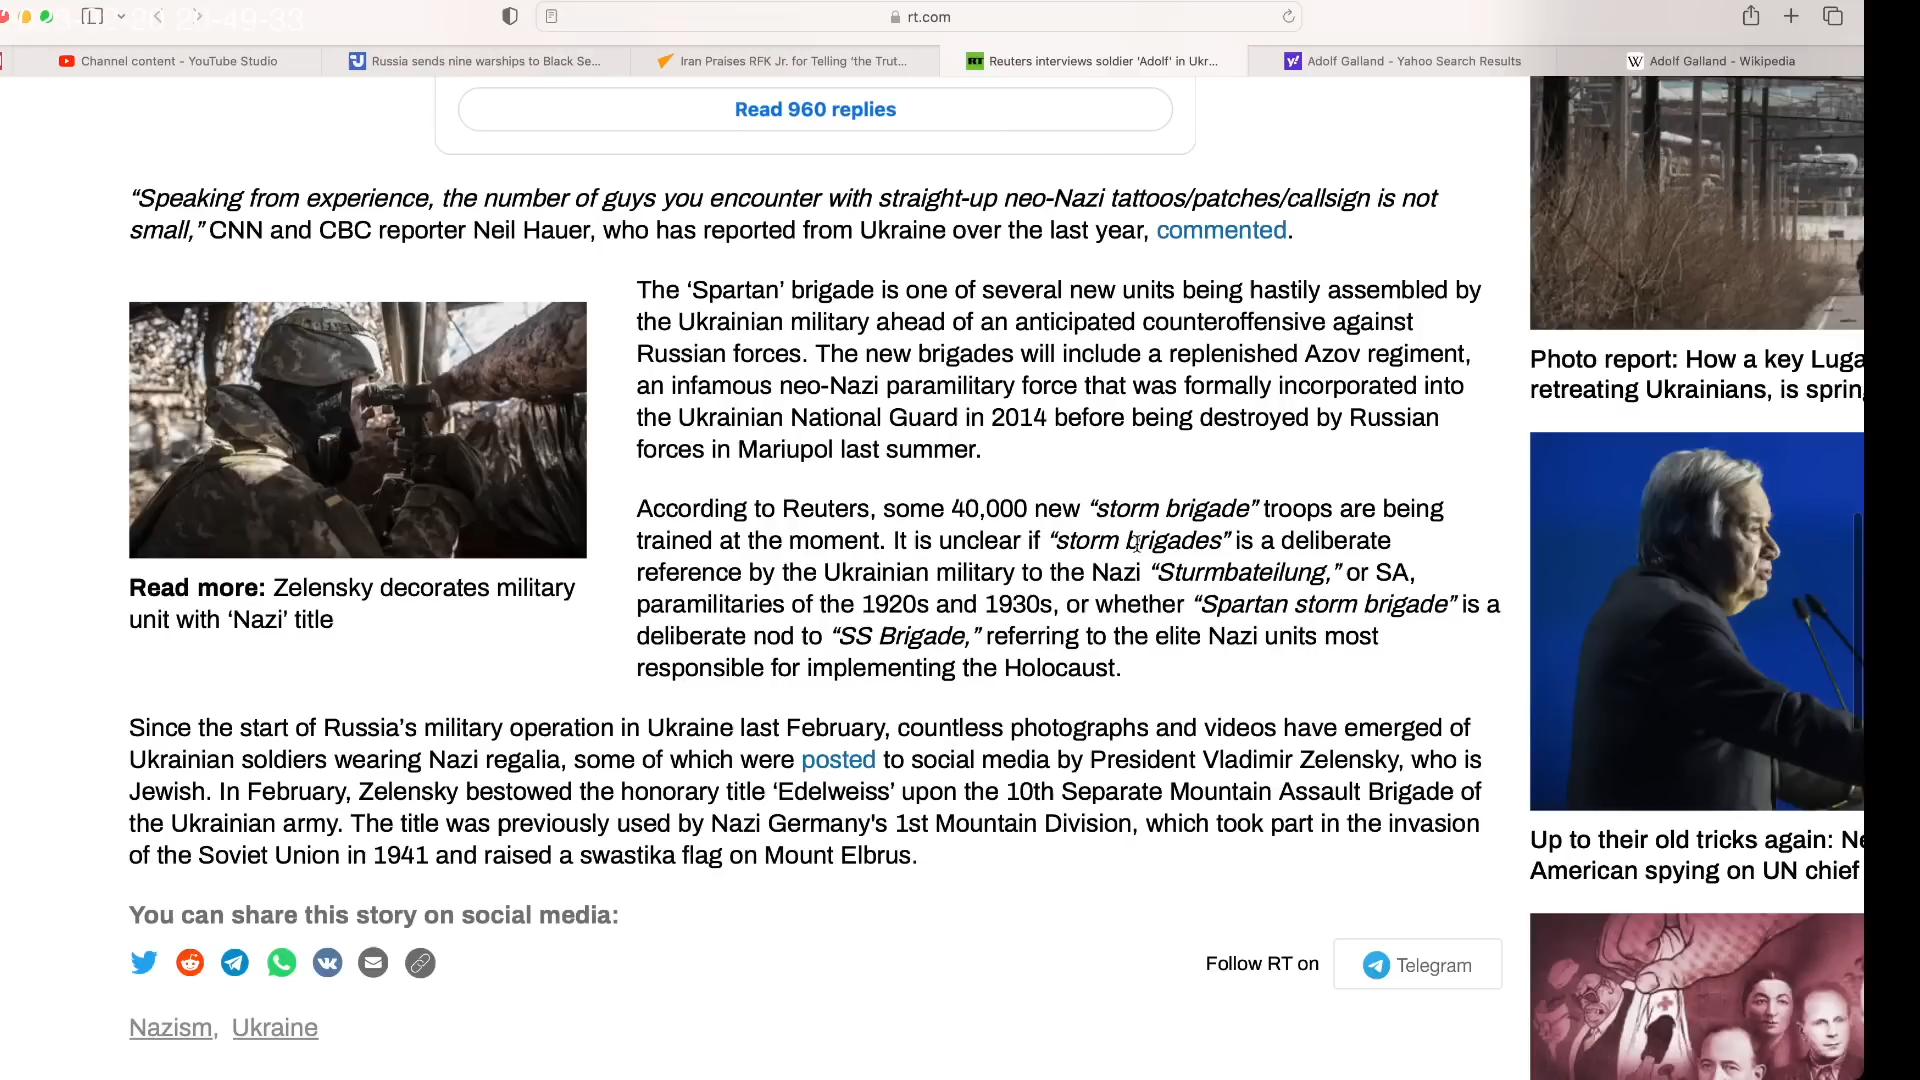 rt.com
Channel content - YouTube Studio
Russia sends nine warships to Black Se...
Iran Praises RFK Jr. for Telling ‘the Trut...
Reuters interviews soldier 'Adolf' in Ukr...
Adolf Galland - Yahoo Search Results
Adolf Galland - Wikipedia
Read 960 replies
“Speaking from experience, the number of guys you encounter with straight-up neo-Nazi tattoos/patches/callsign is not
small,” CNN and CBC reporter Neil Hauer, who has reported from Ukraine over the last year, commented.
The ‘Spartan’ brigade is one of several new units being hastily assembled by
the Ukrainian military ahead of an anticipated counteroffensive against
Russian forces. The new brigades will include a replenished Azov regiment,
an infamous neo-Nazi paramilitary force that was formally incorporated into
the Ukrainian National Guard in 2014 before being destroyed by Russian
forces in Mariupol last summer.
Read more: Zelensky decorates military
unit with ‘Nazi’ title
According to Reuters, some 40,000 new “storm brigade” troops are being
trained at the moment. It is unclear if “storm brigades” is a deliberate
reference by the Ukrainian military to the Nazi “Sturmbateilung,” or SA,
paramilitaries of the 1920s and 1930s, or whether “Spartan storm brigade” is a
deliberate nod to “SS Brigade,” referring to the elite Nazi units most
responsible for implementing the Holocaust.
Since the start of Russia’s military operation in Ukraine last February, countless photographs and videos have emerged of
Ukrainian soldiers wearing Nazi regalia, some of which were posted to social media by President Vladimir Zelensky, who is
Jewish. In February, Zelensky bestowed the honorary title ‘Edelweiss’ upon the 10th Separate Mountain Assault Brigade of
the Ukrainian army. The title was previously used by Nazi Germany's 1st Mountain Division, which took part in the invasion
of the Soviet Union in 1941 and raised a swastika flag on Mount Elbrus.
You can share this story on social media:
Follow RT on
Telegram
Nazism, Ukraine
Photo report: How a key Luga
retreating Ukrainians, is spring
Up to their old tricks again: Ne
American spying on UN chief